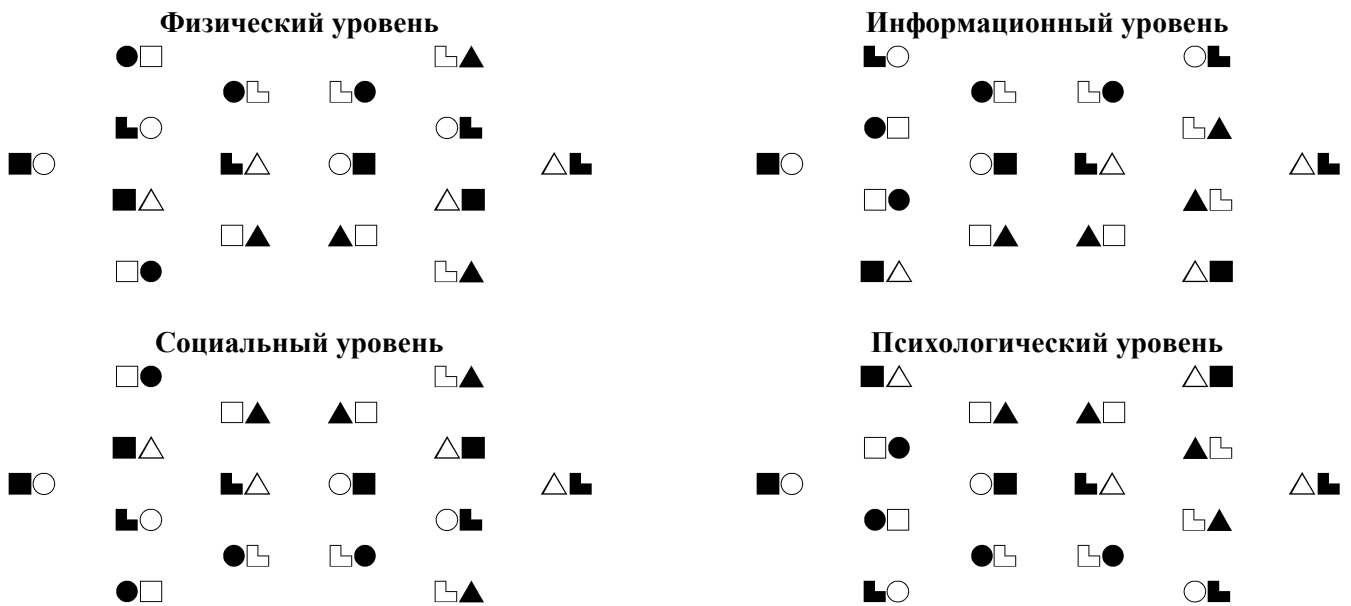 Физический уровень
Информационный уровень
Социальный уровень
Психологический уровень